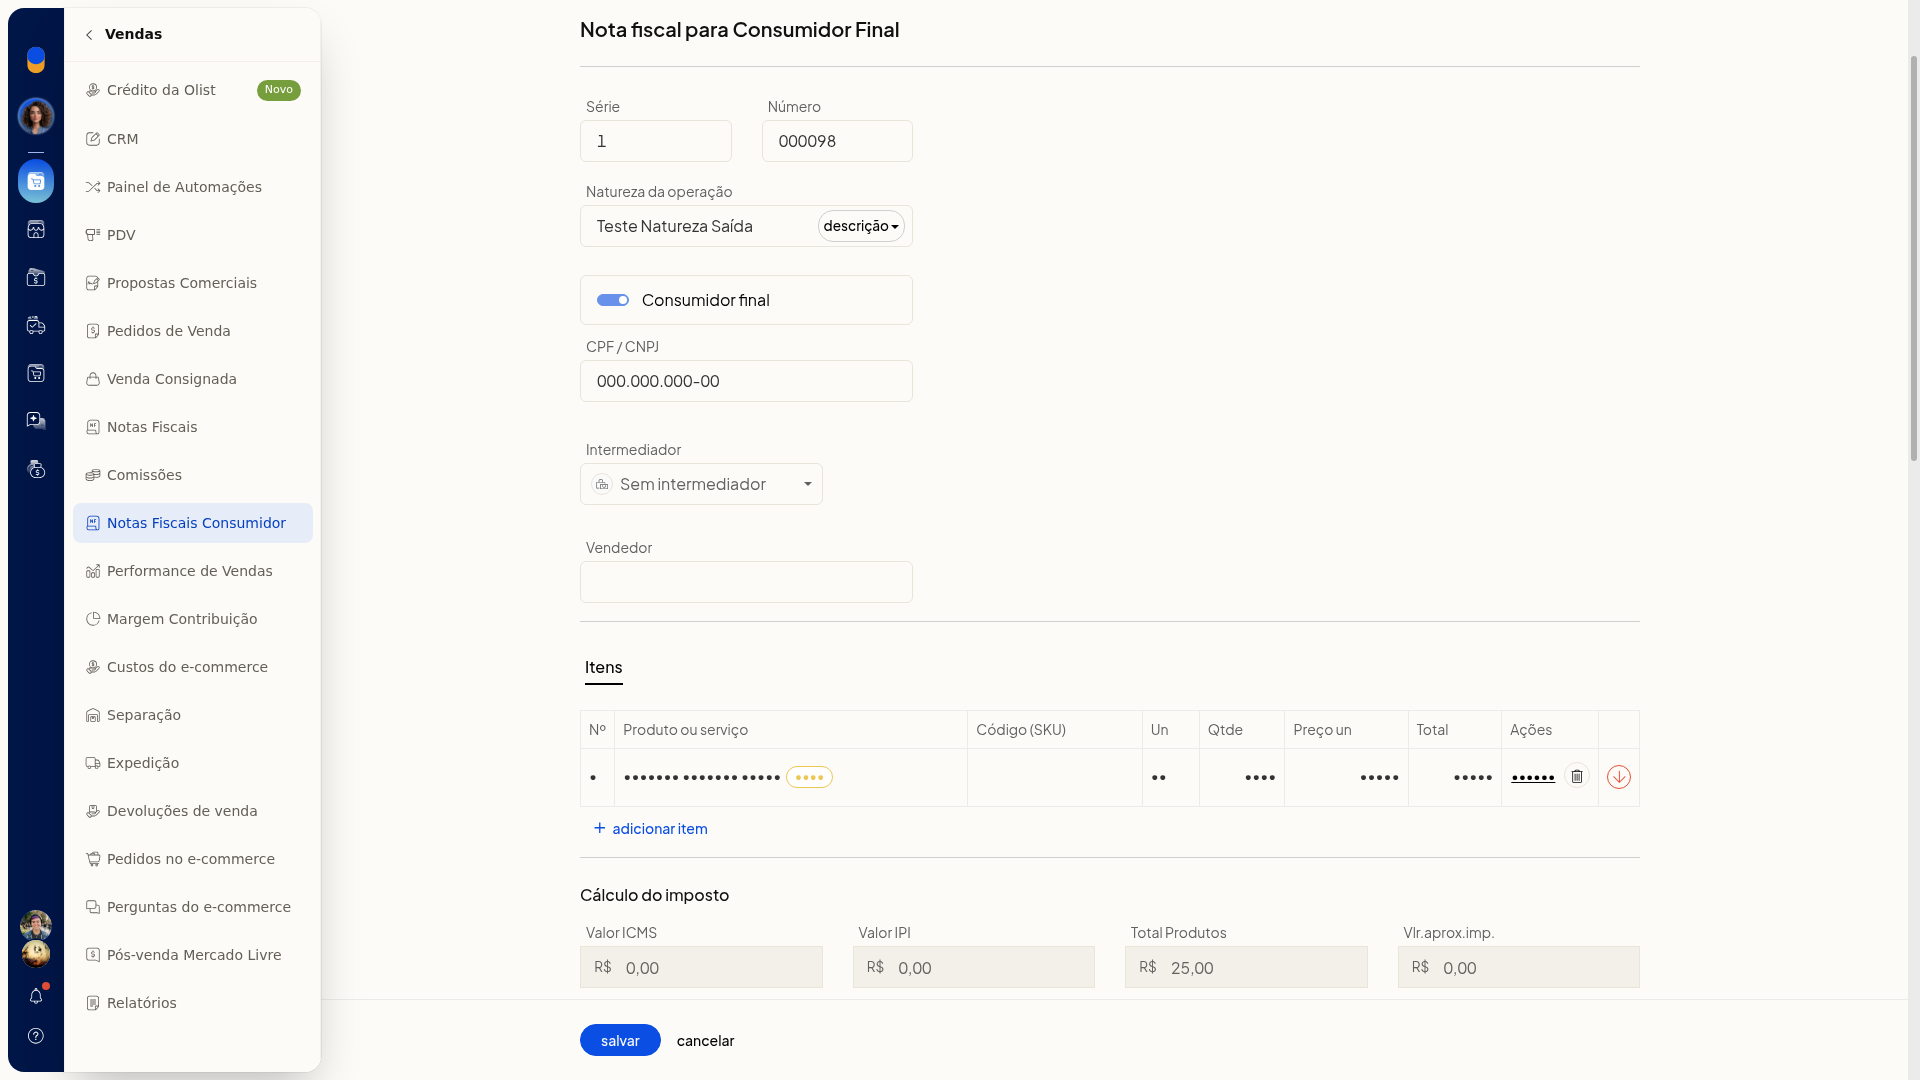 Vendas
Crédito da Olist
Novo
CRM
Painel de Automações
PDV
Propostas Comerciais
Pedidos de Venda
Venda Consignada
Notas Fiscais
Comissões
Notas Fiscais Consumidor
Performance de Vendas
Margem Contribuição
Custos do e-commerce
Separação
Expedição
Devoluções de venda
Pedidos no e-commerce
Perguntas do e-commerce
Pós-venda Mercado Livre
Relatórios
Nota fiscal para Consumidor Final
Série Número
1 000098
Natureza da operação
Teste Natureza Saída descrição
Consumidor final
CPF / CNPJ
000.000.000-00
Intermediador
Sem intermediador
Vendedor
Itens
Nº Produto ou serviço Código (SKU) Un Qtde Preço un Total Ações
• ••••••• ••••••• ••••• •••• •• •••• ••••• ••••• ••••••
+ adicionar item
Cálculo do imposto
Valor ICMS Valor IPI Total Produtos Vlr.aprox.imp.
R$ 0,00 R$ 0,00 R$ 25,00 R$ 0,00
salvar cancelar